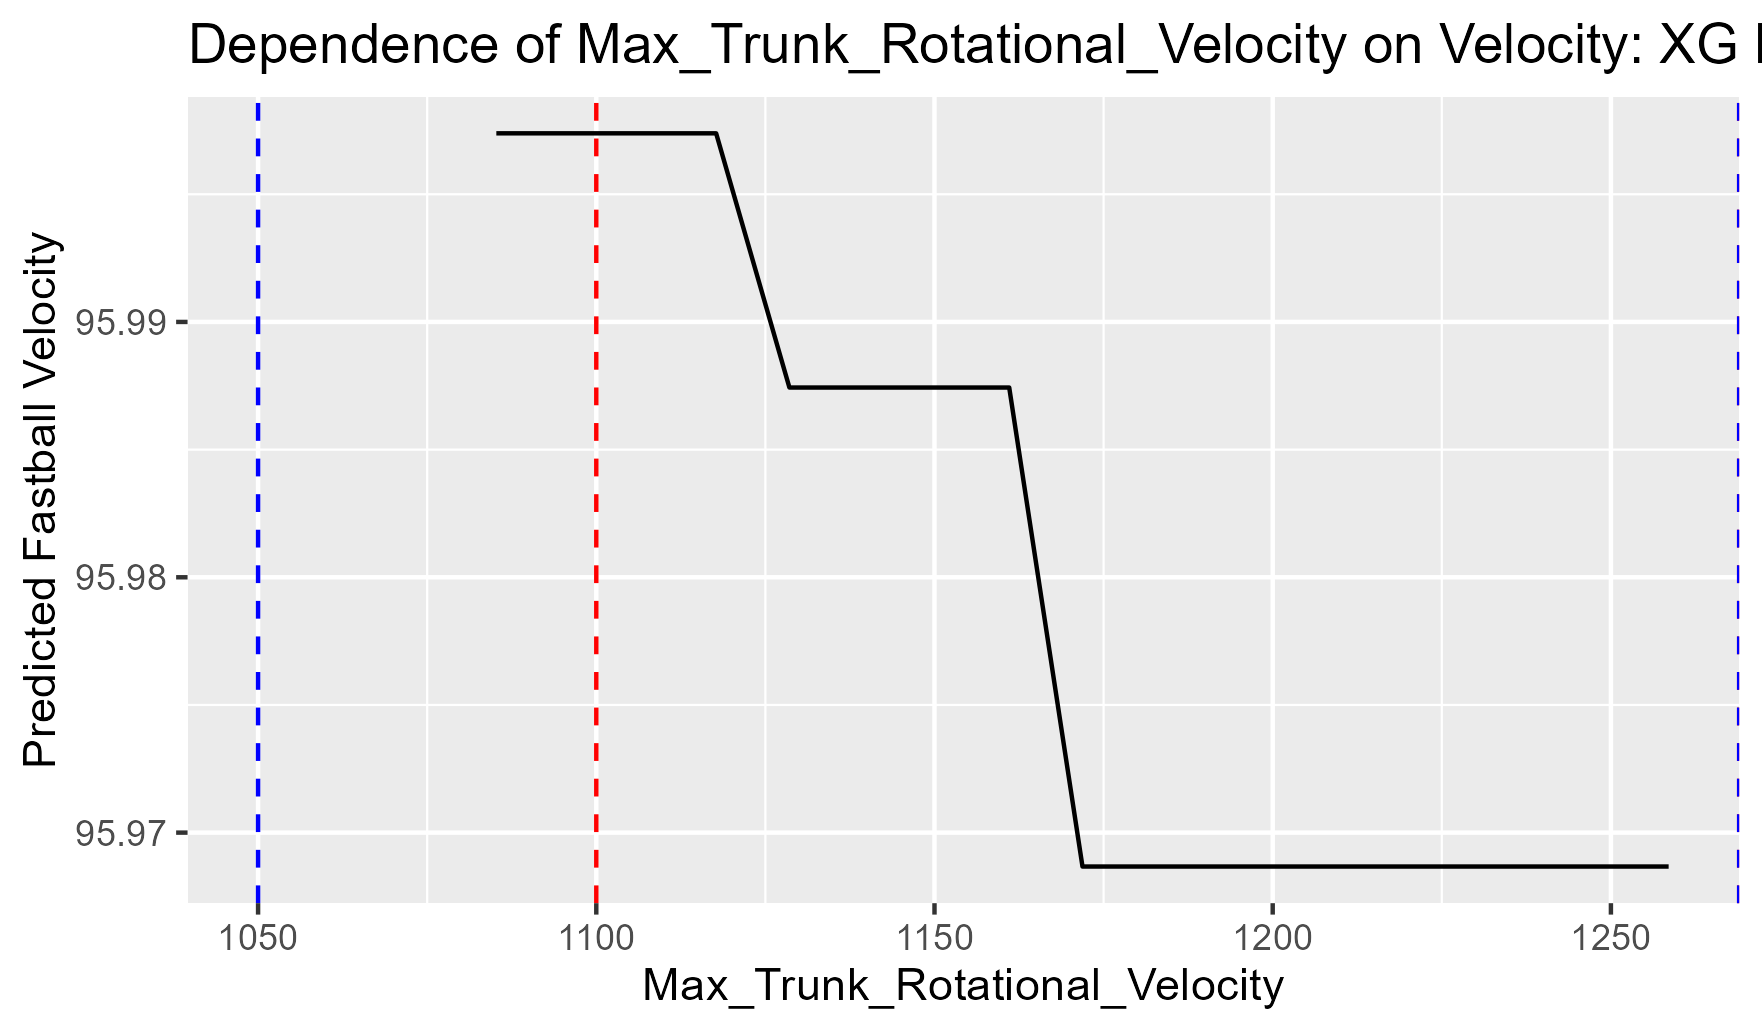 Dependence of Max_Trunk_Rotational_Velocity on Velocity: XG
Predicted Fastball Velocity
95.99
95.98
95.97
1050 1100 1150 1200 1250
Max_Trunk_Rotational_Velocity